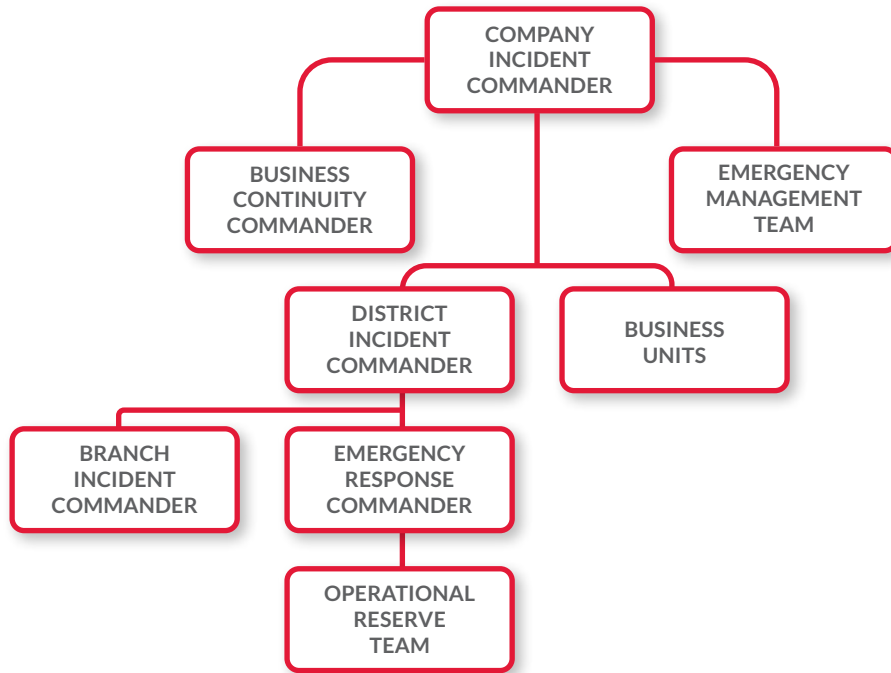 COMPANY
INCIDENT
COMMANDER
BUSINESS
CONTINUITY
COMMANDER
EMERGENCY
MANAGEMENT
TEAM
DISTRICT
INCIDENT
COMMANDER
BUSINESS
UNITS
BRANCH
INCIDENT
COMMANDER
EMERGENCY
RESPONSE
COMMANDER
OPERATIONAL
RESERVE
TEAM